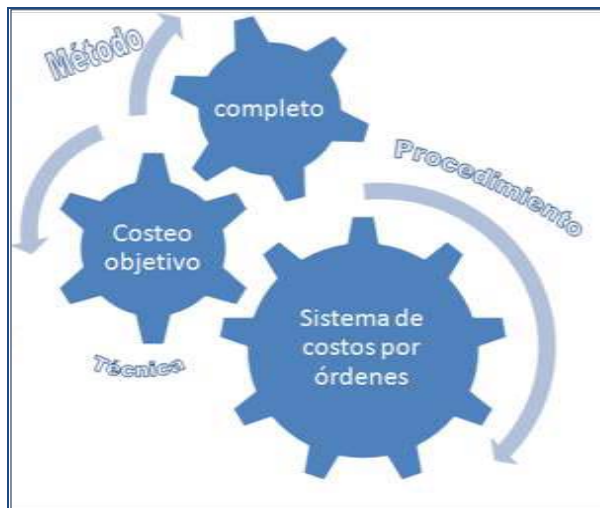 Método
completo
Procedimiento
Costeo
objetivo
Técnica
Sistema de
costos por
órdenes